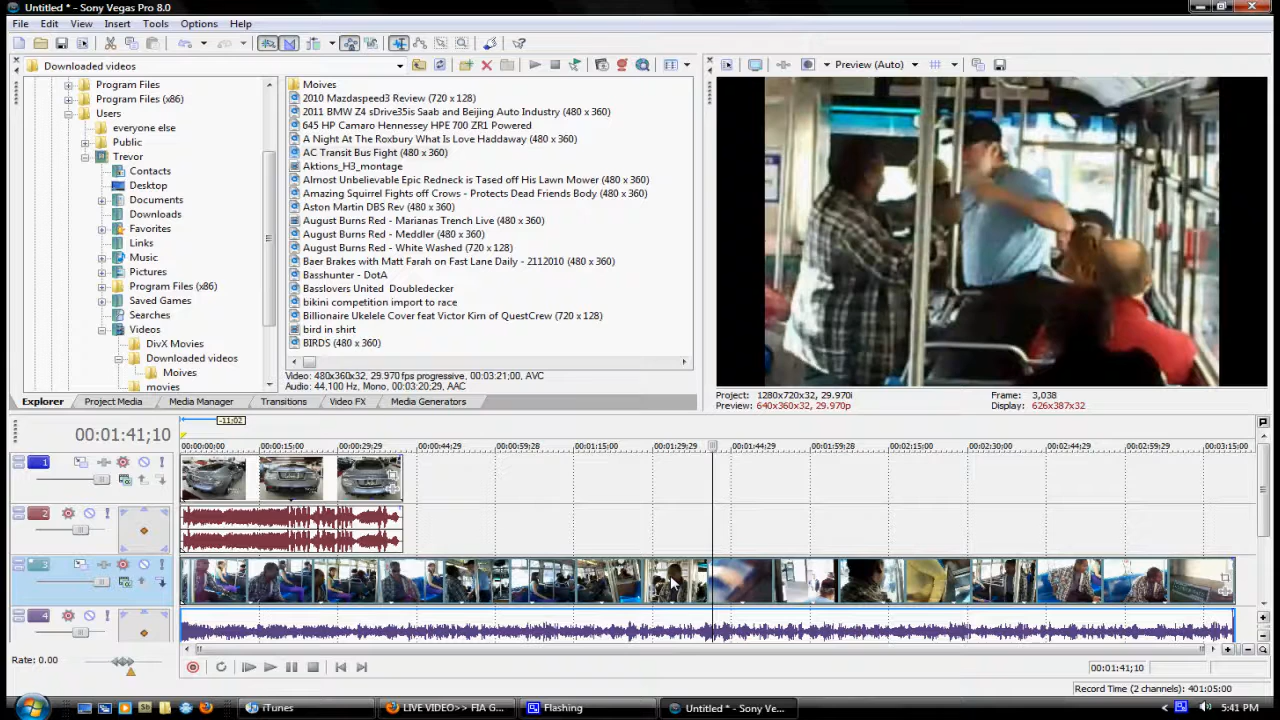 Untitled * - Sony Vegas Pro 8.0
File Edit View Insert Tools Options Help
Downloaded videos
Program Files
Program Files (x86)
Users
everyone else
Public
Trevor
Contacts
Desktop
Documents
Downloads
Favorites
Links
Music
Pictures
Program Files (x86)
Saved Games
Searches
Videos
DivX Movies
Downloaded videos
Moives
movies
Moives
2010 Mazdaspeed3 Review (720 x 128)
2011 BMW Z4 sDrive35is Saab and Beijing Auto Industry (480 x 360)
645 HP Camaro Hennessey HPE 700 ZR1 Powered
A Night At The Roxbury What Is Love Haddaway (480 x 360)
AC Transit Bus Fight (480 x 360)
Aktions_H3_montage
Almost Unbelievable Epic Redneck is Tased off His Lawn Mower (480 x 360)
Amazing Squirrel Fights off Crows - Protects Dead Friends Body (480 x 360)
Aston Martin DBS Rev (480 x 360)
August Burns Red - Marianas Trench Live (480 x 360)
August Burns Red - Meddler (480 x 360)
August Burns Red - White Washed (720 x 128)
Baer Brakes with Matt Farah on Fast Lane Daily - 2112010 (480 x 360)
Basshunter - DotA
Basslovers United  Doubledecker
bikini competition import to race
Billionaire Ukelele Cover feat Victor Kim of QuestCrew (720 x 128)
bird in shirt
BIRDS (480 x 360)
Video: 480x360x32, 29.970 fps progressive, 00:03:21;00, AVC
Audio: 44,100 Hz, Mono, 00:03:20;29, AAC
Explorer Project Media Media Manager Transitions Video FX Media Generators
Preview (Auto)
Project: 1280x720x32, 29.970i Frame: 3,038
Preview: 640x360x32, 29.970p Display: 626x387x32
-11;02
00:01:41;10
00:00:00;00 00:00:15;00 00:00:29;29 00:00:44;29 00:00:59;28 00:01:15;00 00:01:29;29 00:01:44;29 00:01:59;28 00:02:15;00 00:02:30;00 00:02:44;29 00:02:59;29 00:03:15;00
1
2
3
4
Rate: 0.00
00:01:41;10
Record Time (2 channels): 401:05:00
iTunes LIVE VIDEO>> FIA G... Flashing Untitled * - Sony Ve... 5:41 PM